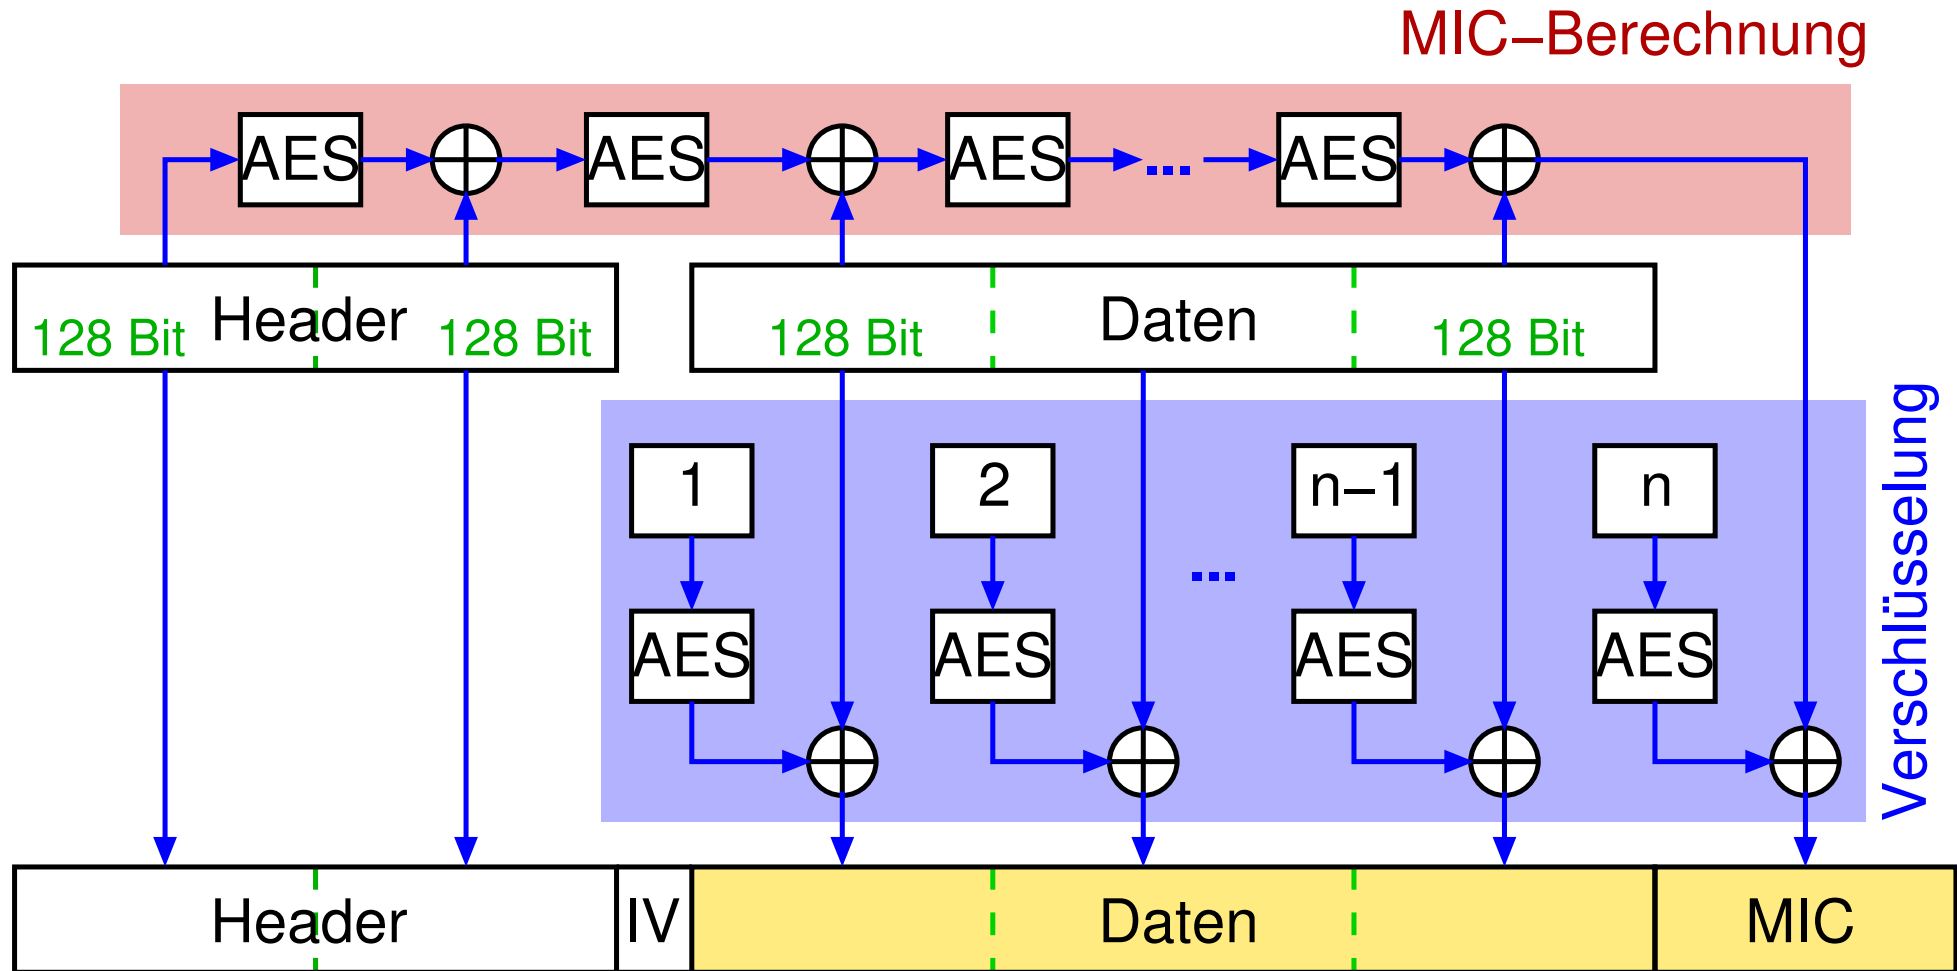 MIC−Berechnung
AES AES AES ... AES
128 Bit Header 128 Bit 128 Bit Daten 128 Bit
Verschlüsselung
1 2 n−1 n
...
AES AES AES AES
Header IV Daten MIC